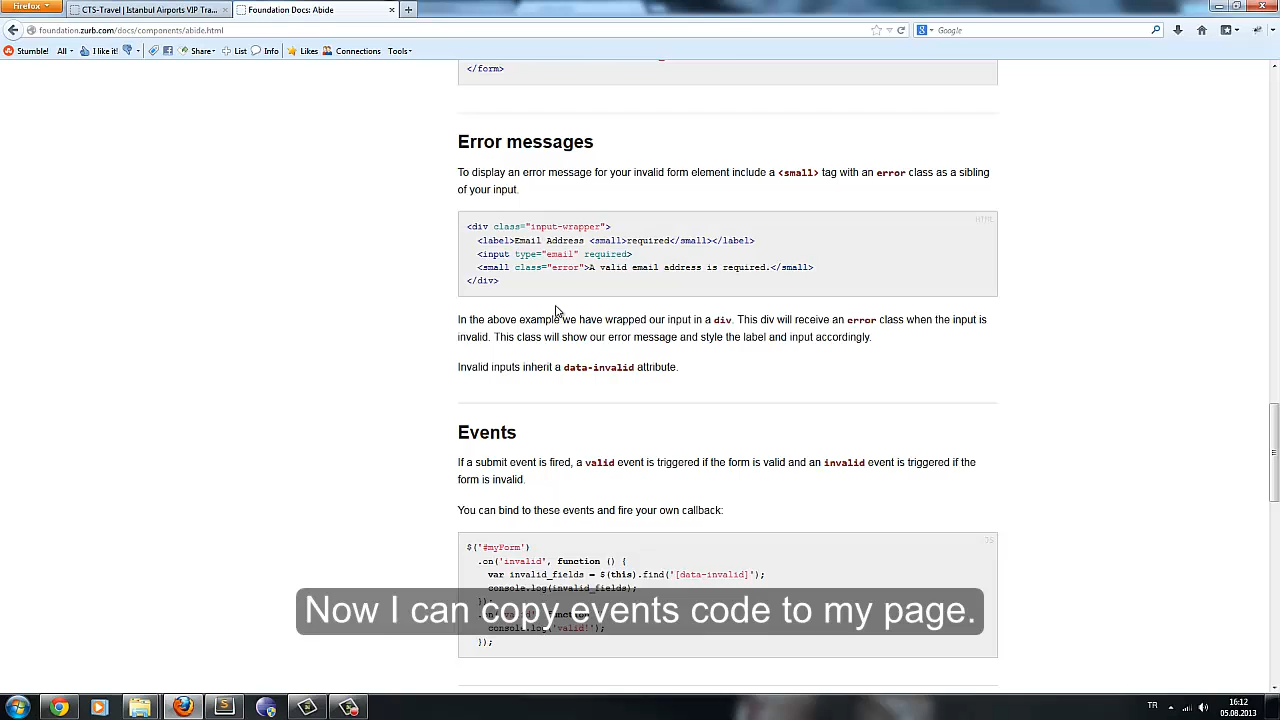 Firefox
CTS-Travel | Istanbul Airports VIP Tra...
Foundation Docs: Abide
foundation.zurb.com/docs/components/abide.html
Google
Stumble!
All
I like it!
Share
List
Info
Likes
Connections
Tools
</form>
Error messages
To display an error message for your invalid form element include a <small> tag with an error class as a sibling
of your input.
HTML
<div class="input-wrapper">
<label>Email Address <small>required</small></label>
<input type="email" required>
<small class="error">A valid email address is required.</small>
</div>
In the above example we have wrapped our input in a div. This div will receive an error class when the input is
invalid. This class will show our error message and style the label and input accordingly.
Invalid inputs inherit a data-invalid attribute.
Events
If a submit event is fired, a valid event is triggered if the form is valid and an invalid event is triggered if the
form is invalid.
You can bind to these events and fire your own callback:
JS
$('#myForm')
.on('invalid', function () {
var invalid_fields = $(this).find('[data-invalid]');
console.log(invalid_fields);
});
console.log('valid!');
});
Now I can copy events code to my page.
TR
16:12
05.08.2013